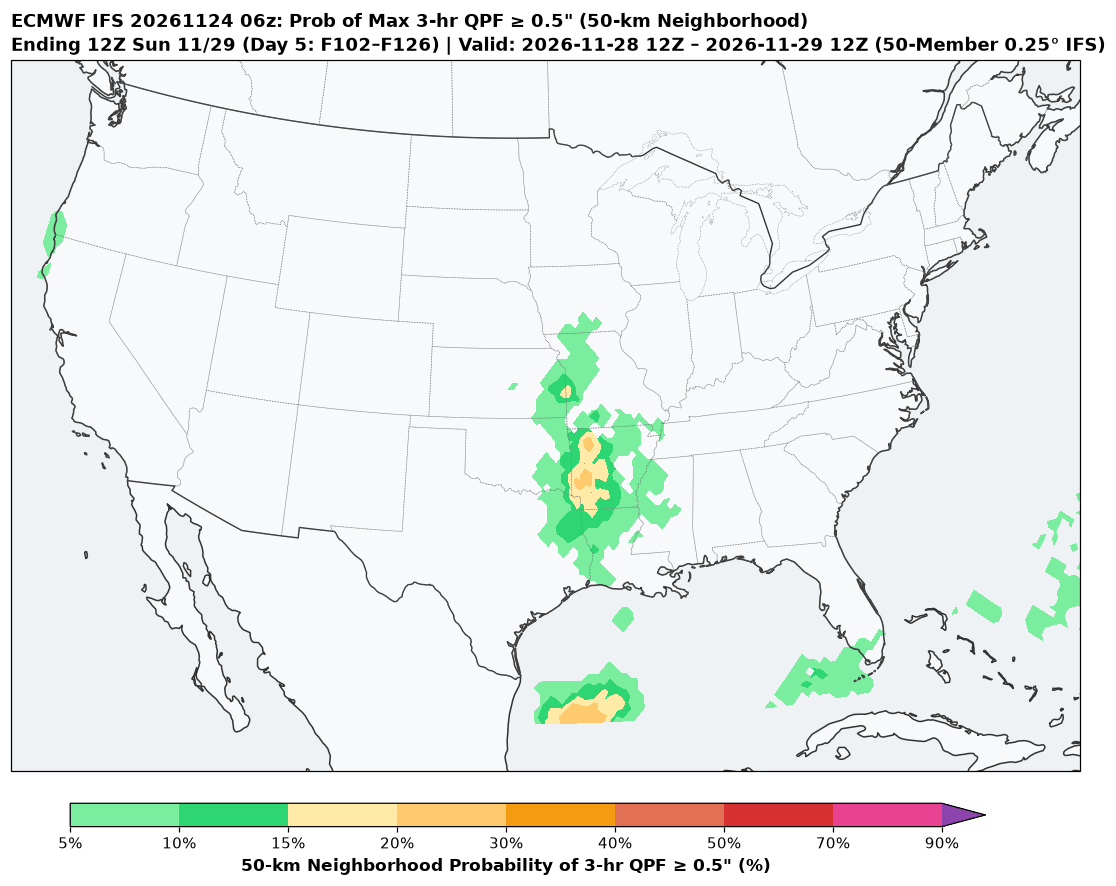 ECMWF IFS 20261124 06z: Prob of Max 3-hr QPF ≥ 0.5" (50-km Neighborhood)
Ending 12Z Sun 11/29 (Day 5: F102–F126) | Valid: 2026-11-28 12Z – 2026-11-29 12Z (50-Member 0.25° IFS)
5% 10% 15% 20% 30% 40% 50% 70% 90%
50-km Neighborhood Probability of 3-hr QPF ≥ 0.5" (%)